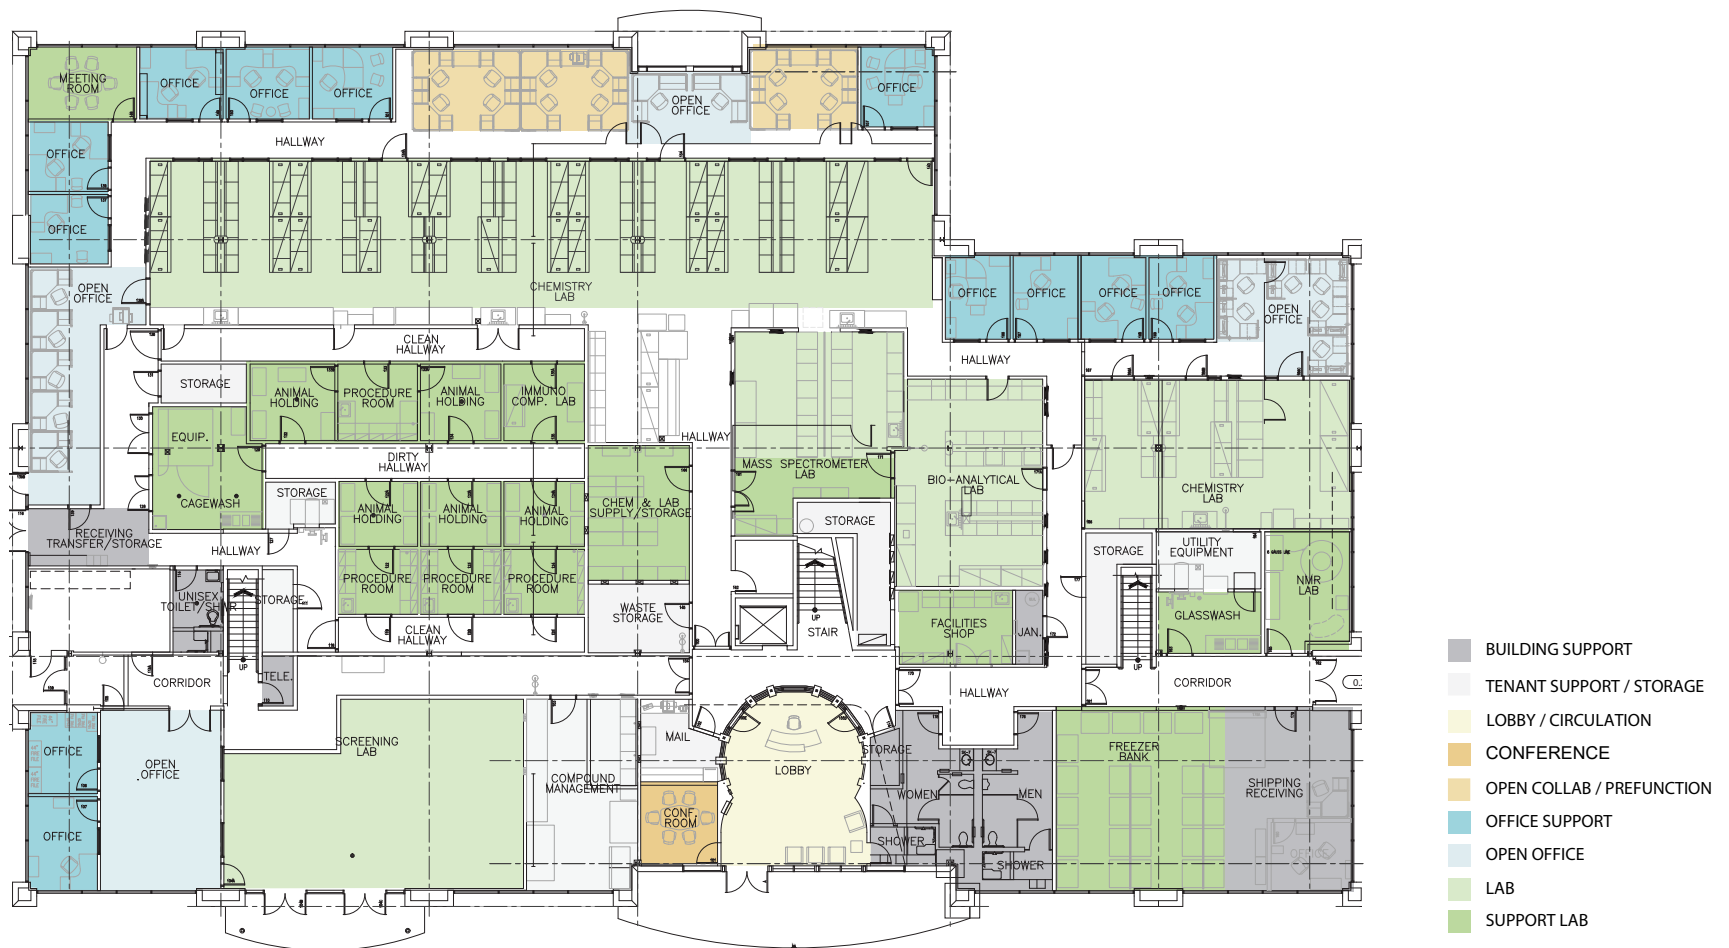 MEETING
ROOM
OFFICE
OFFICE
OFFICE
OPEN
OFFICE
OFFICE
HALLWAY
OFFICE
OFFICE
OPEN
OFFICE
CHEMISTRY
LAB
OFFICE
OFFICE
OFFICE
OFFICE
OPEN
OFFICE
CLEAN
HALLWAY
HALLWAY
STORAGE
ANIMAL
HOLDING
PROCEDURE
ROOM
ANIMAL
HOLDING
IMMUNO
COMP. LAB
EQUIP.
HALLWAY
DIRTY
HALLWAY
MASS SPECTROMETER
LAB
BIO-ANALYTICAL
LAB
CHEMISTRY
LAB
CAGEWASH
STORAGE
ANIMAL
HOLDING
ANIMAL
HOLDING
ANIMAL
HOLDING
CHEM & LAB
SUPPLY/STORAGE
STORAGE
RECEIVING
TRANSFER/STORAGE
HALLWAY
STORAGE
UTILITY
EQUIPMENT
NMR
LAB
PROCEDURE
ROOM
PROCEDURE
ROOM
PROCEDURE
ROOM
UNISEX
TOILET/SHWR
STORAGE
WASTE
STORAGE
UP
STAIR
FACILITIES
SHOP
JAN.
GLASSWASH
CLEAN
HALLWAY
UP
UP
TELE.
CORRIDOR
HALLWAY
CORRIDOR
OFFICE
OPEN
OFFICE
SCREENING
LAB
MAIL
STORAGE
FREEZER
BANK
COMPOUND
MANAGEMENT
LOBBY
WOMEN
MEN
SHIPPING
RECEIVING
OFFICE
CONF.
ROOM
SHOWER
SHOWER
BUILDING SUPPORT
TENANT SUPPORT / STORAGE
LOBBY / CIRCULATION
CONFERENCE
OPEN COLLAB / PREFUNCTION
OFFICE SUPPORT
OPEN OFFICE
LAB
SUPPORT LAB